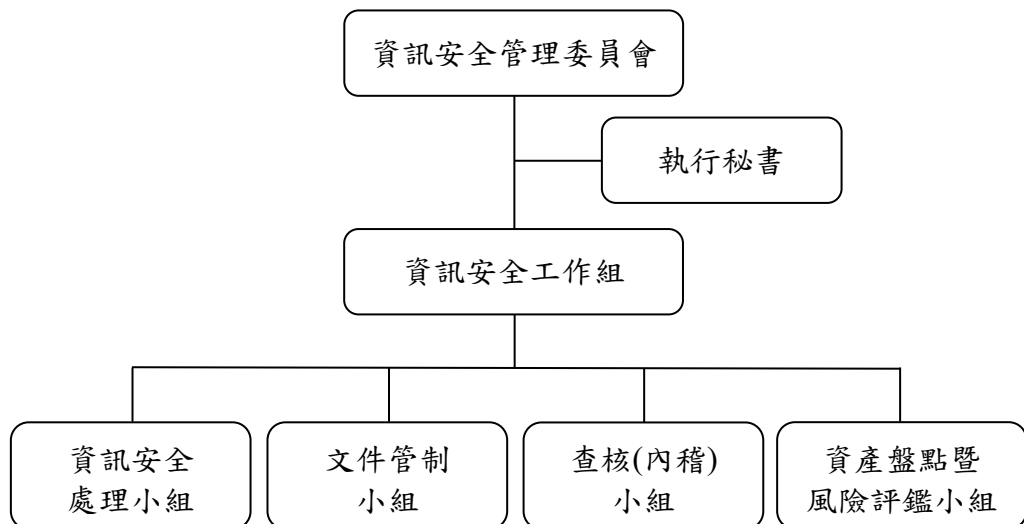 資訊安全管理委員會
執行秘書
資訊安全工作組
資訊安全
處理小組
文件管制
小組
查核(內稽)
小組
資產盤點暨
風險評鑑小組